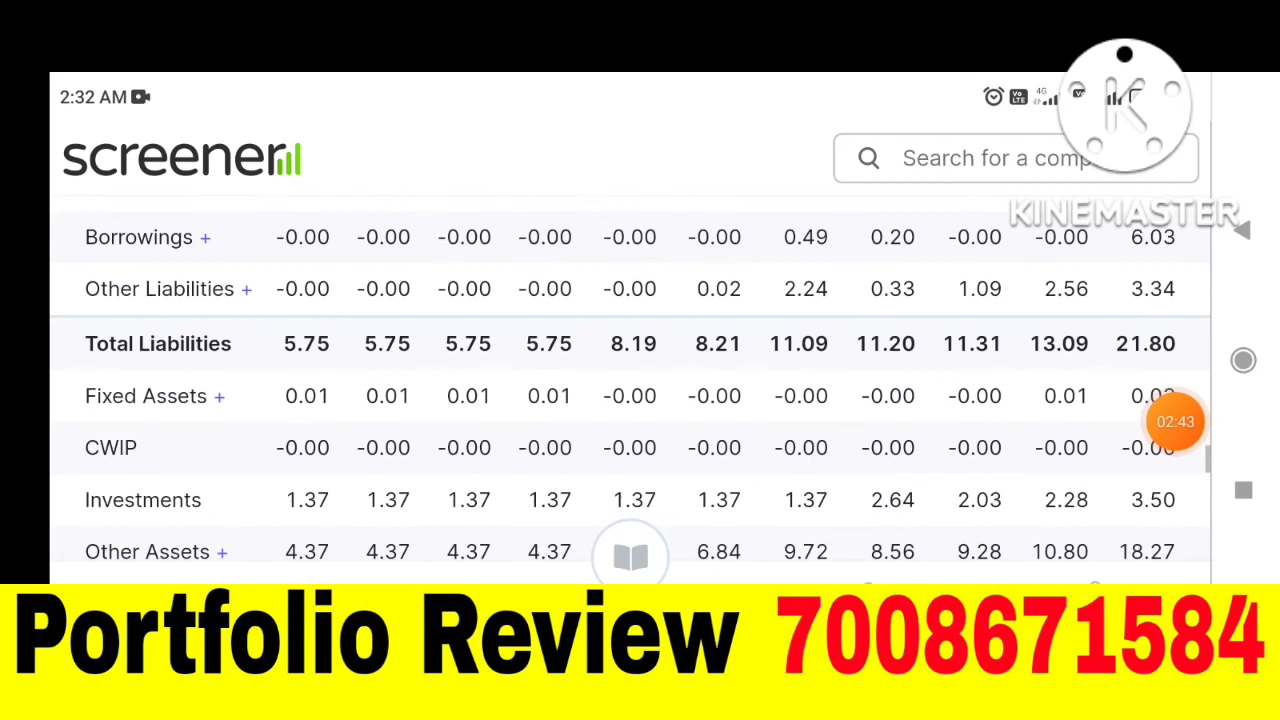 2:32 AM
4G
Vo LTE
screener
Search for a comp
KINEMASTER
Borrowings + -0.00 -0.00 -0.00 -0.00 -0.00 -0.00 0.49 0.20 -0.00 -0.00 6.03
Other Liabilities + -0.00 -0.00 -0.00 -0.00 -0.00 0.02 2.24 0.33 1.09 2.56 3.34
Total Liabilities 5.75 5.75 5.75 5.75 8.19 8.21 11.09 11.20 11.31 13.09 21.80
Fixed Assets + 0.01 0.01 0.01 0.01 -0.00 -0.00 -0.00 -0.00 -0.00 0.01
02:43
CWIP -0.00 -0.00 -0.00 -0.00 -0.00 -0.00 -0.00 -0.00 -0.00 -0.00 -0.00
Investments 1.37 1.37 1.37 1.37 1.37 1.37 1.37 2.64 2.03 2.28 3.50
Other Assets + 4.37 4.37 4.37 4.37 6.84 9.72 8.56 9.28 10.80 18.27
Portfolio Review 7008671584